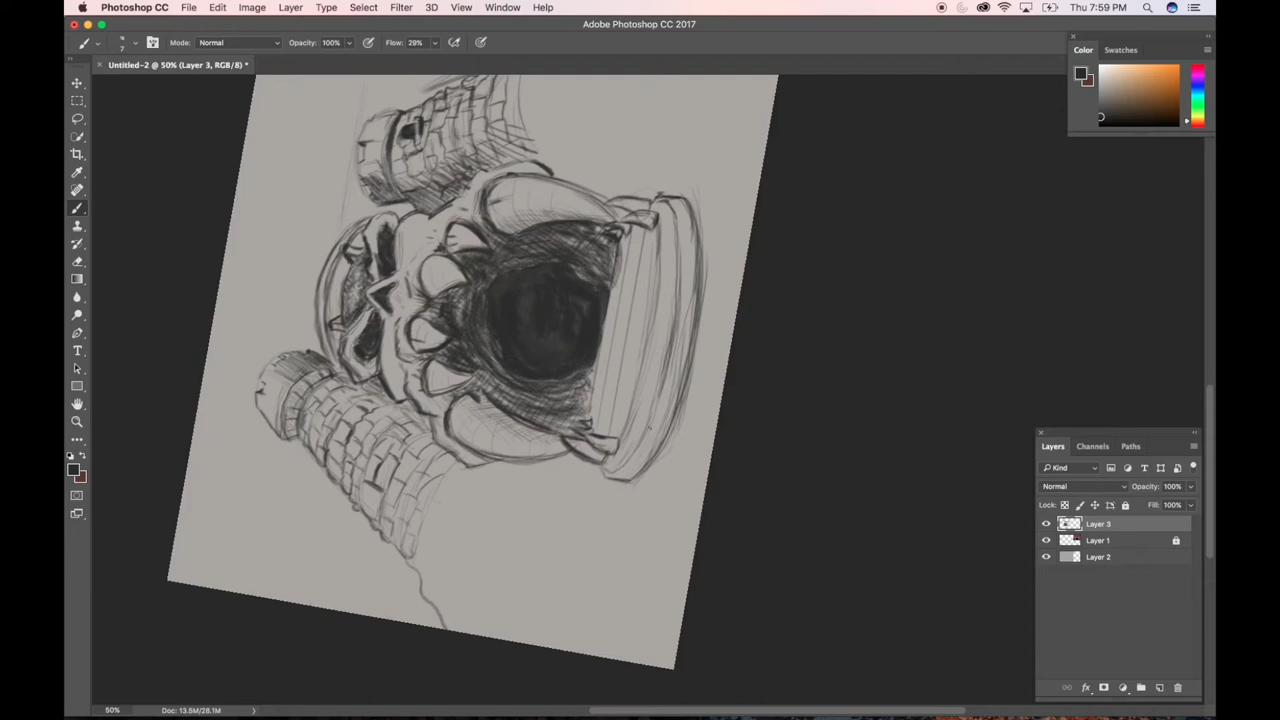 Photoshop CC File Edit Image Layer Type Select Filter 3D View Window Help Thu 7:59 PM
Adobe Photoshop CC 2017
7 Mode: Normal Opacity: 100% Flow: 29%
Color Swatches
× Untitled-2 @ 50% (Layer 3, RGB/8) *
Layers Channels Paths
Kind
Normal Opacity: 100%
Lock: Fill: 100%
Layer 3
Layer 1
Layer 2
fx
50% Doc: 13.5M/28.1M